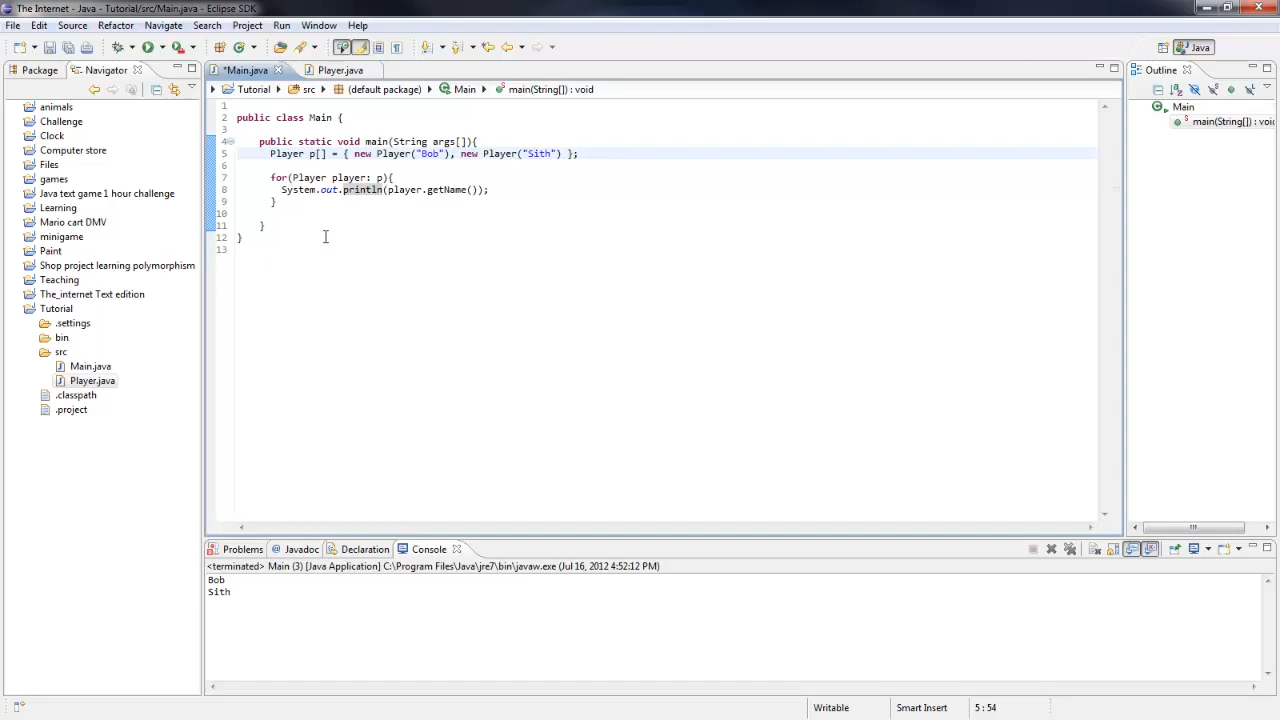 The Internet - Java - Tutorial/src/Main.java - Eclipse SDK
File Edit Source Refactor Navigate Search Project Run Window Help
Java
Package Navigator
*Main.java Player.java
Outline
Tutorial src (default package) Main main(String[]) : void
animals
Challenge
Clock
Computer store
Files
games
Java text game 1 hour challenge
Learning
Mario cart DMV
minigame
Paint
Shop project learning polymorphism
Teaching
The_internet Text edition
Tutorial
.settings
bin
src
Main.java
Player.java
.classpath
.project
1
2 public class Main {
3
4 public static void main(String args[]){
5 Player p[] = { new Player("Bob"), new Player("Sith") };
6
7 for(Player player: p){
8 System.out.println(player.getName());
9 }
10
11 }
12 }
13
Main
main(String[]) : void
Problems @ Javadoc Declaration Console
<terminated> Main (3) [Java Application] C:\Program Files\Java\jre7\bin\javaw.exe (Jul 16, 2012 4:52:12 PM)
Bob
Sith
Writable Smart Insert 5 : 54